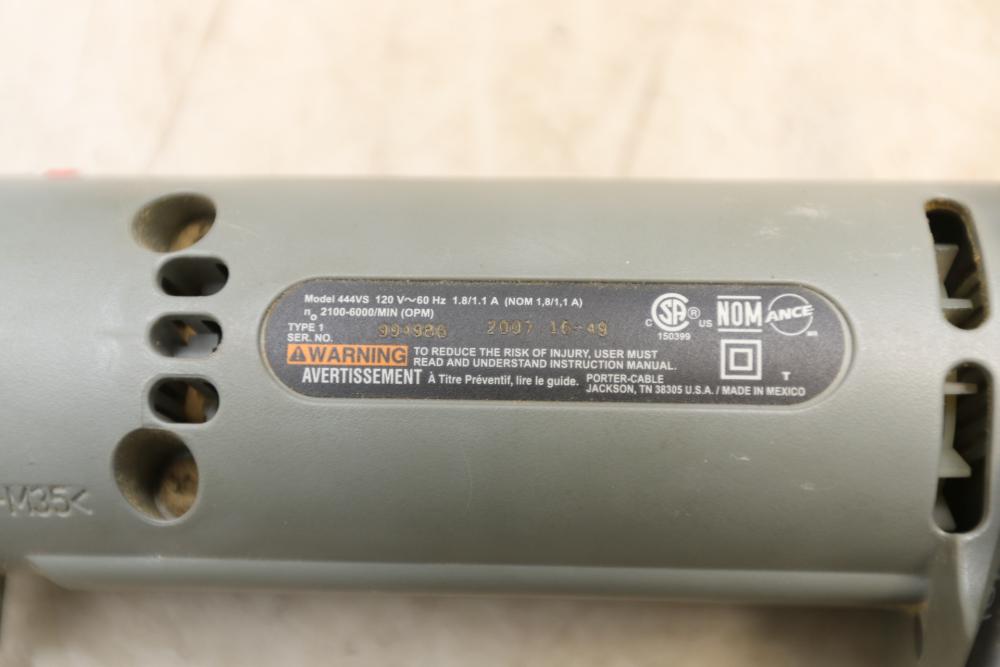 Model 444VS 120 V~60 Hz 1.8/1.1 A (NOM 1,8/1,1 A)
no 2100-6000/MIN (OPM)
TYPE 1
SER. NO. 2007 16-49
WARNING TO REDUCE THE RISK OF INJURY, USER MUST
READ AND UNDERSTAND INSTRUCTION MANUAL.
AVERTISSEMENT À Titre Préventif, lire le guide. PORTER-CABLE
JACKSON, TN 38305 U.S.A. / MADE IN MEXICO
C SA ® US
150399
NOM
ANCE
T
M35<